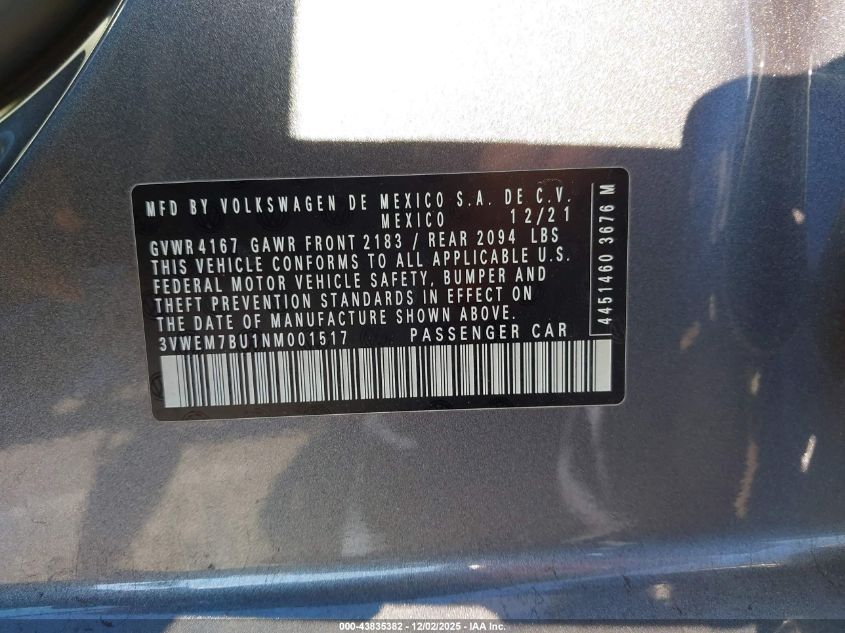 MFD BY VOLKSWAGEN DE MEXICO S.A. DE C.V.
MEXICO 12/21
GVWR 4167 GAWR FRONT 2183 / REAR 2094 LBS
THIS VEHICLE CONFORMS TO ALL APPLICABLE U.S.
FEDERAL MOTOR VEHICLE SAFETY, BUMPER AND
THEFT PREVENTION STANDARDS IN EFFECT ON
THE DATE OF MANUFACTURE SHOWN ABOVE.
3VWEM7BU1NM001517 PASSENGER CAR
4451460 3676 M
000-43835382 | 12/02/2025 - IAA Inc.